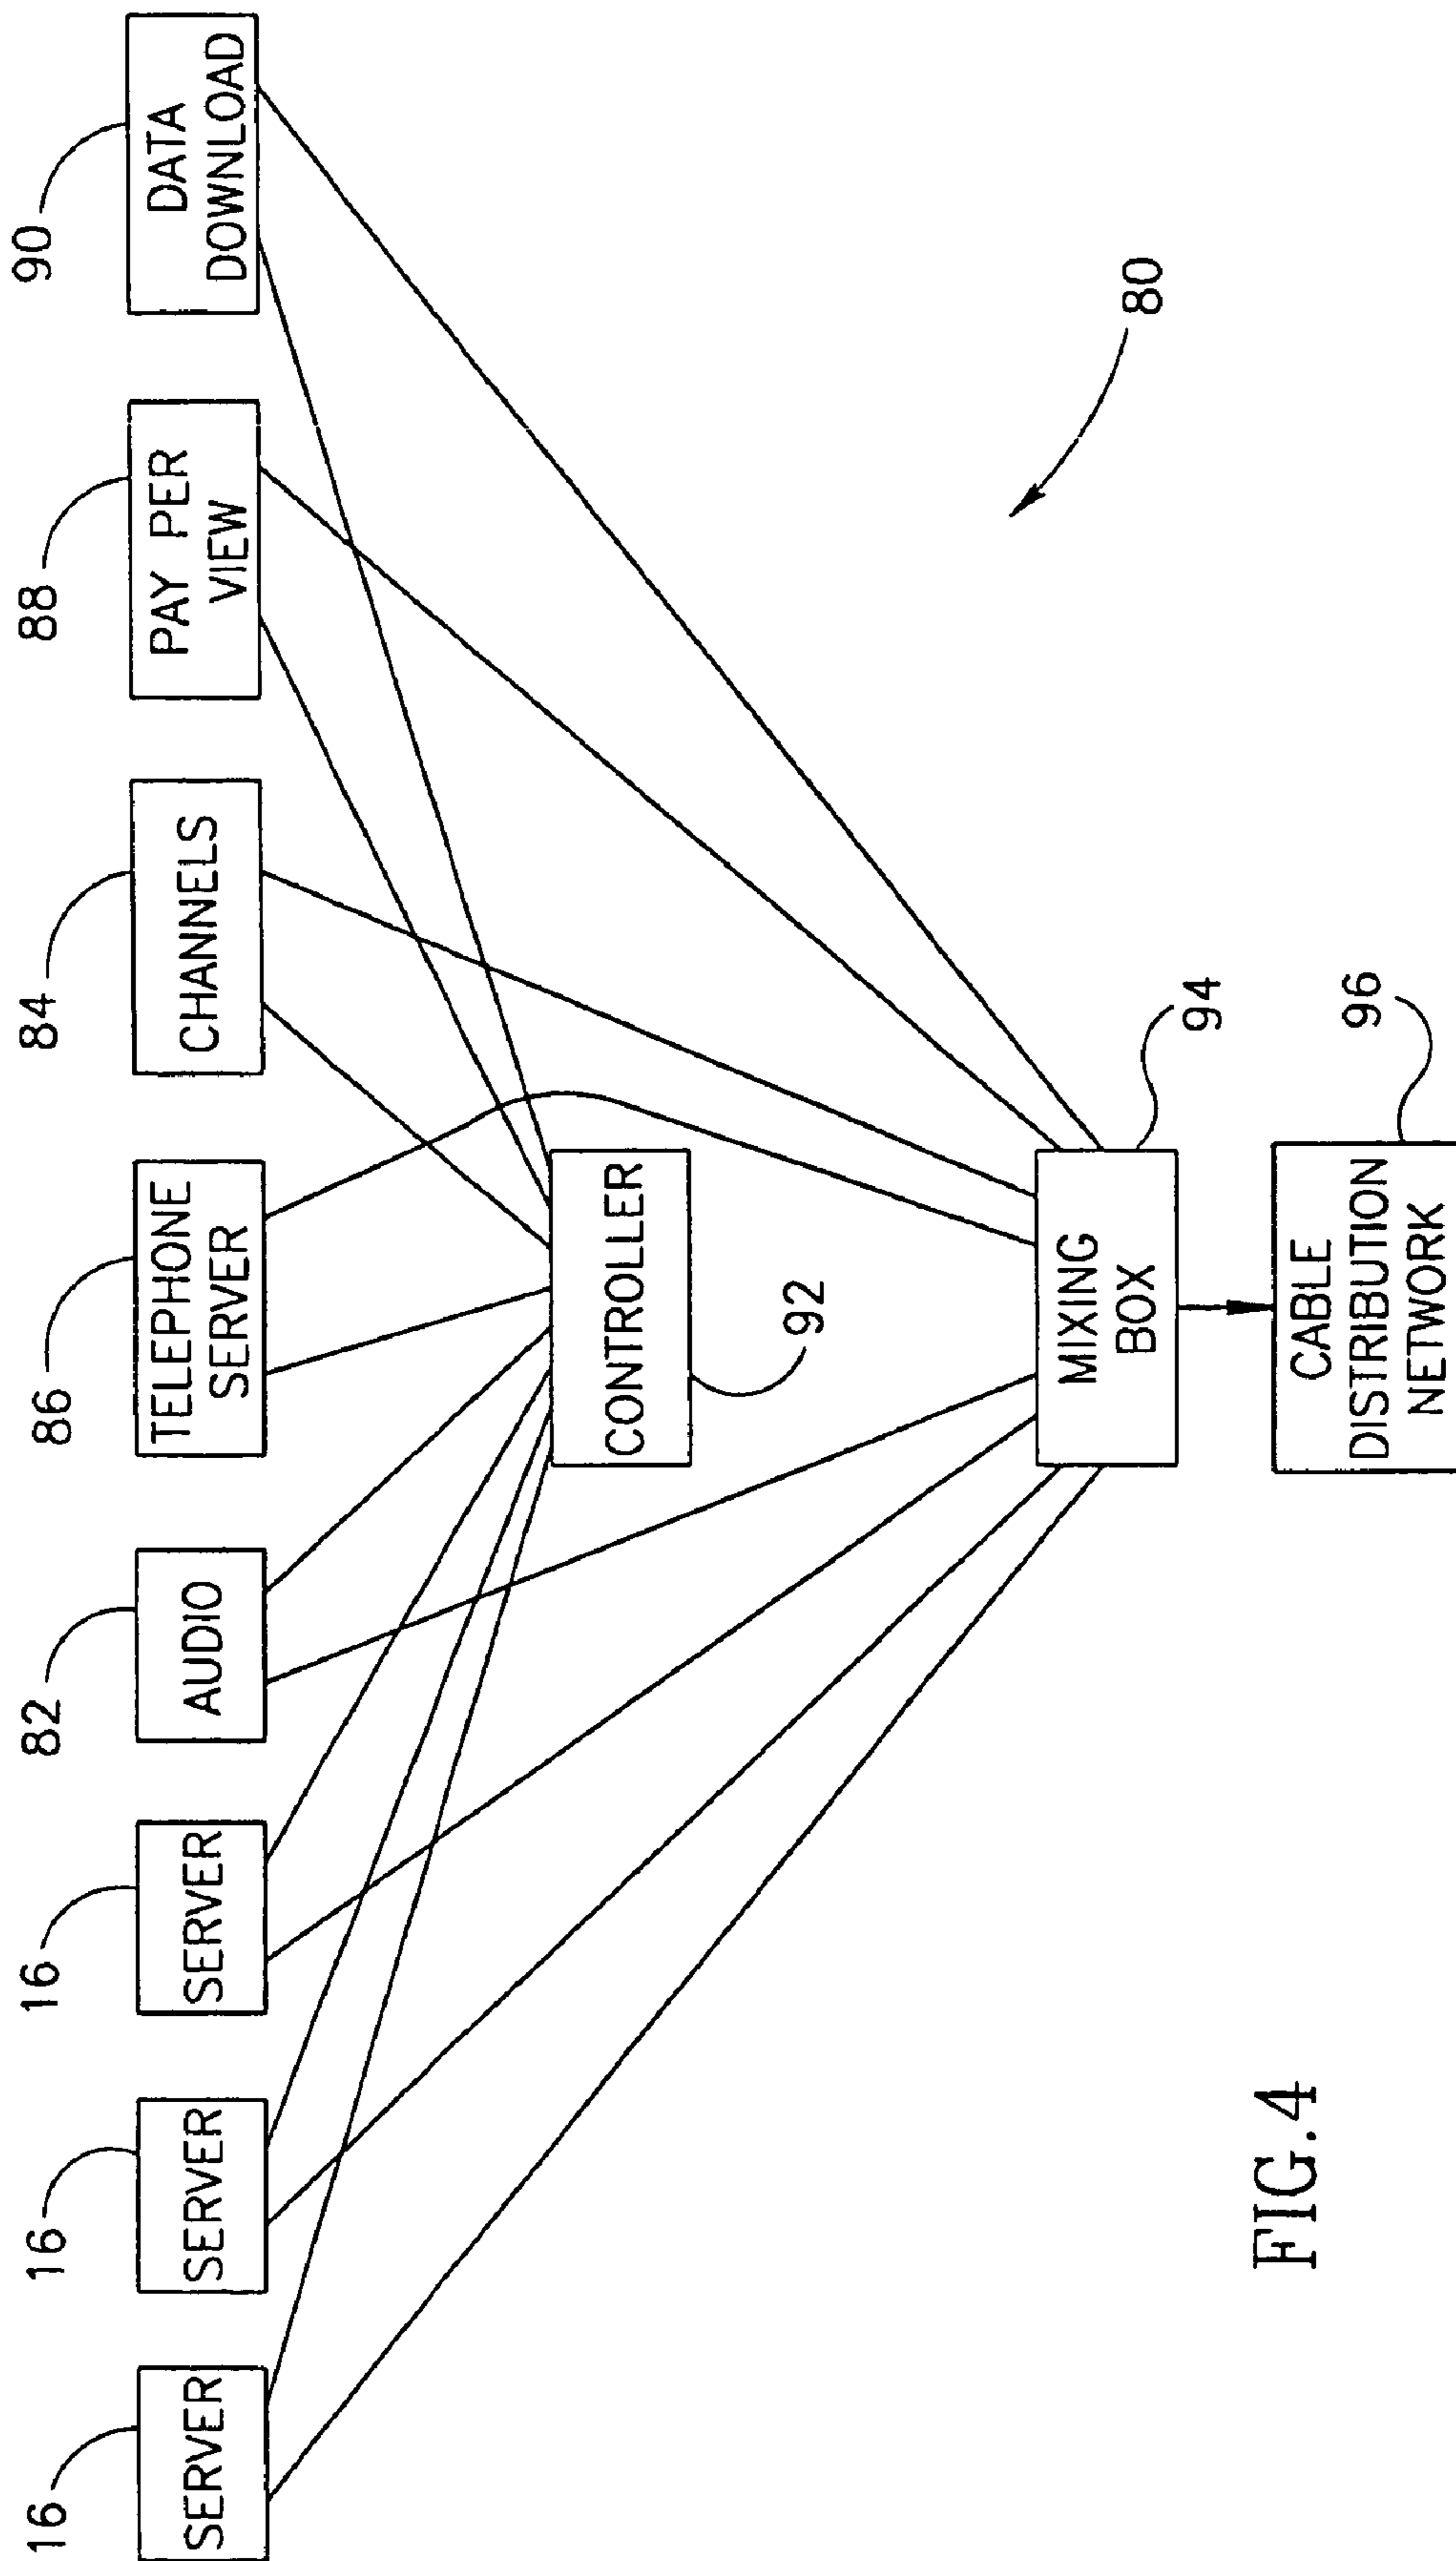 16
16
16
82
86
84
88
90
SERVER
SERVER
SERVER
AUDIO
TELEPHONE
SERVER
CHANNELS
PAY PER
VIEW
DATA
DOWNLOAD
CONTROLLER
92
80
MIXING
BOX
94
CABLE
DISTRIBUTION
NETWORK
96
FIG.4